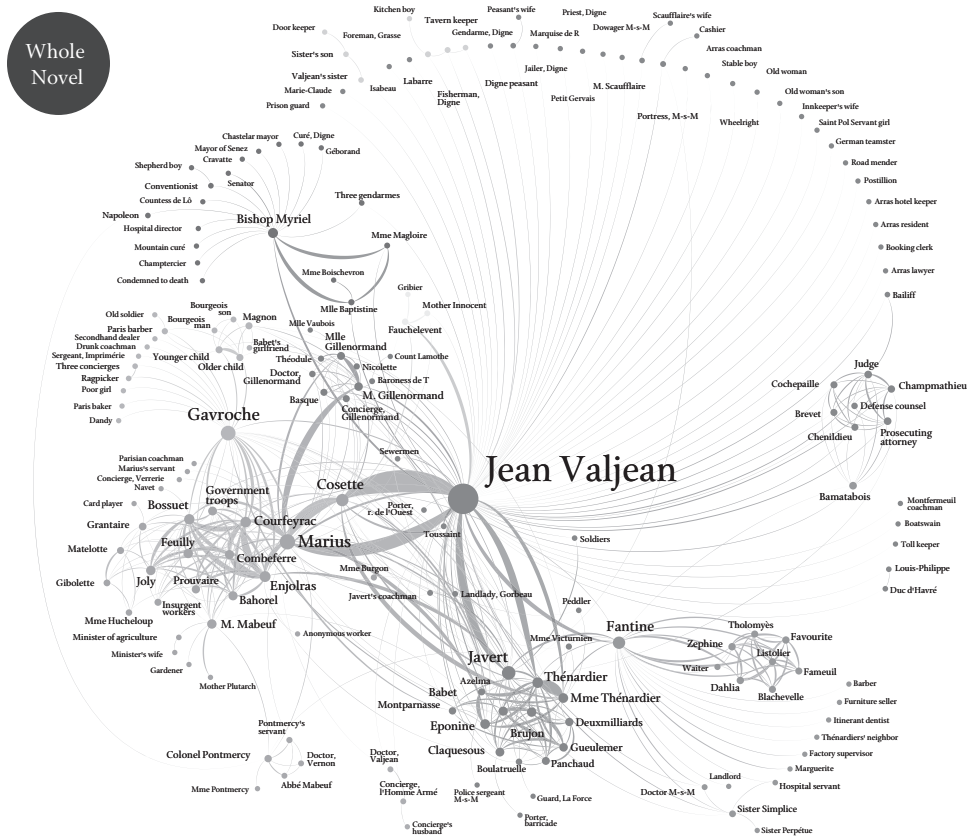 Whole
Novel
Kitchen boy
Peasant's wife
Priest, Digne
Scaufflaire's wife
Door keeper
Tavern keeper
Dowager M-s-M
Cashier
Foreman, Grasse
Gendarme, Digne
Marquise de R
Sister's son
Arras coachman
Stable boy
Jailer, Digne
Old woman
Valjean's sister
Labarre
Digne peasant
M. Scaufflaire
Marie-Claude
Isabeau
Old woman's son
Fisherman,
Digne
Petit Gervais
Prison guard
Innkeeper's wife
Portress, M-s-M
Wheelright
Saint Pol Servant girl
Chastelar mayor
Curé, Digne
German teamster
Mayor of Senez
Géborand
Cravatte
Shepherd boy
Road mender
Conventionist
Senator
Postillion
Three gendarmes
Countess de Lô
Arras hotel keeper
Napoleon
Bishop Myriel
Hospital director
Arras resident
Mme Magloire
Mountain curé
Booking clerk
Champtercier
Mme Boischevron
Arras lawyer
Condemned to death
Gribier
Bailiff
Mlle Baptistine
Mother Innocent
Bourgeois
son
Old soldier
Bourgeois
man
Magnon
Mlle Vaubois
Fauchelevent
Paris barber
Secondhand dealer
Drunk coachman
Babet's
girlfriend
Mlle
Gillenormand
Sergeant, Imprimérie
Younger child
Théodule
Count Lamothe
Three concierges
Older child
Doctor,
Gillenormand
Nicolette
Judge
Ragpicker
Baroness de T
Cochepaille
Champmathieu
Poor girl
Basque
M. Gillenormand
Paris baker
Concierge,
Gillenormand
Defense counsel
Gavroche
Brevet
Dandy
Chenildieu
Prosecuting
attorney
Sewermen
Parisian coachman
Marius's servant
Jean Valjean
Concierge, Verrerie
Navet
Cosette
Government
troops
Bamatabois
Card player
Bossuet
Porter,
r. de l'Ouest
Montfermeuil
coachman
Grantaire
Courfeyrac
Boatswain
Toussaint
Feuilly
Marius
Soldiers
Toll keeper
Matelotte
Combeferre
Mme Burgon
Louis-Philippe
Gibolette
Joly
Prouvaire
Enjolras
Duc d'Havré
Javert's coachman
Landlady, Gorbeau
Bahorel
Peddler
Insurgent
workers
Mme Hucheloup
M. Mabeuf
Fantine
Tholomyès
Minister of agriculture
Anonymous worker
Mme Victurnien
Zéphine
Favourite
Minister's wife
Javert
Listolier
Gardener
Waiter
Fameuil
Azelma
Thénardier
Mother Plutarch
Babet
Dahlia
Blachevelle
Barber
Montparnasse
Mme Thénardier
Furniture seller
Pontmercy's
servant
Eponine
Brujon
Deuxmilliards
Itinerant dentist
Thénardiers' neighbor
Colonel Pontmercy
Doctor,
Vernon
Doctor,
Valjean
Claquesous
Gueulemer
Factory supervisor
Boulatruelle
Panchaud
Marguerite
Mme Pontmercy
Abbé Mabeuf
Landlord
Hospital servant
Concierge,
l'Homme Armé
Police sergeant
M-s-M
Guard, La Force
Doctor M-s-M
Sister Simplice
Concierge's
husband
Porter,
barricade
Sister Perpétue